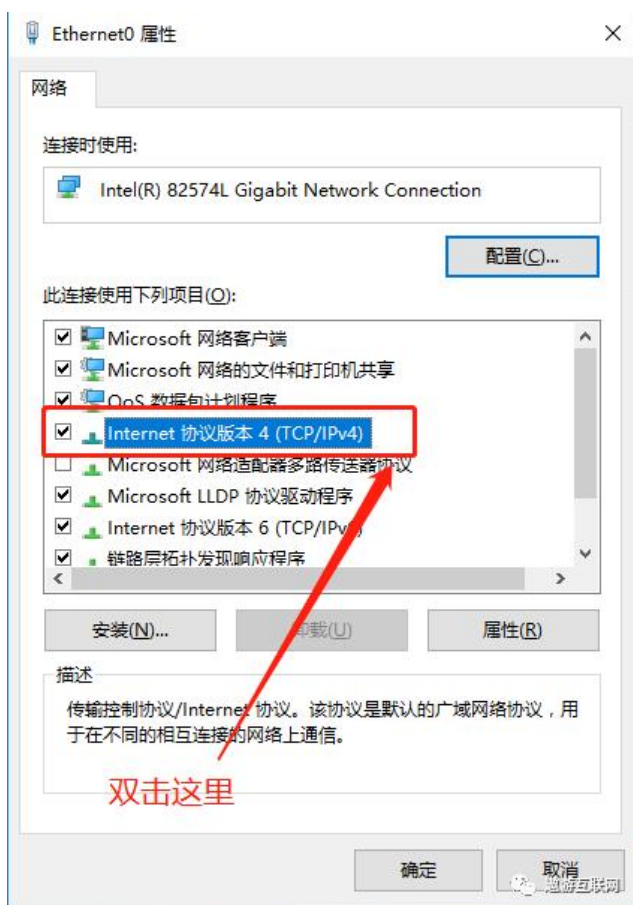 Ethernet0 属性
网络
连接时使用:
Intel(R) 82574L Gigabit Network Connection
配置(C)...
此连接使用下列项目(O):
Microsoft 网络客户端
Microsoft 网络的文件和打印机共享
QoS 数据包计划程序
Internet 协议版本 4 (TCP/IPv4)
Microsoft 网络适配器多路传送器协议
Microsoft LLDP 协议驱动程序
Internet 协议版本 6 (TCP/IPv6)
链路层拓扑发现响应程序
安装(N)...
卸载(U)
属性(R)
描述
传输控制协议/Internet 协议。该协议是默认的广域网络协议，用
于在不同的相互连接的网络上通信。
双击这里
确定
取消